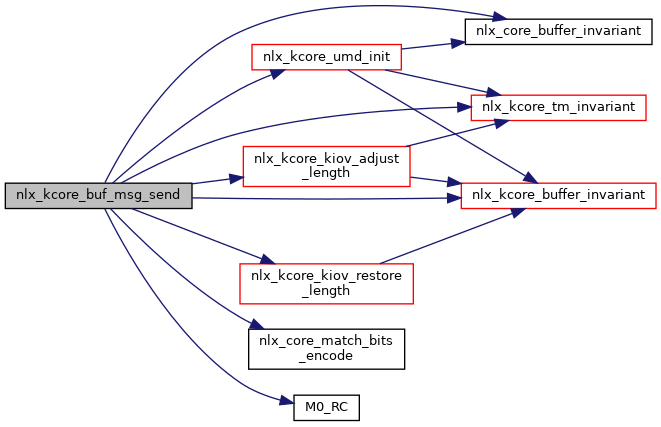 nlx_core_buffer_invariant
nlx_kcore_umd_init
nlx_kcore_tm_invariant
nlx_kcore_kiov_adjust
_length
nlx_kcore_buf_msg_send
nlx_kcore_buffer_invariant
nlx_kcore_kiov_restore
_length
nlx_core_match_bits
_encode
M0_RC